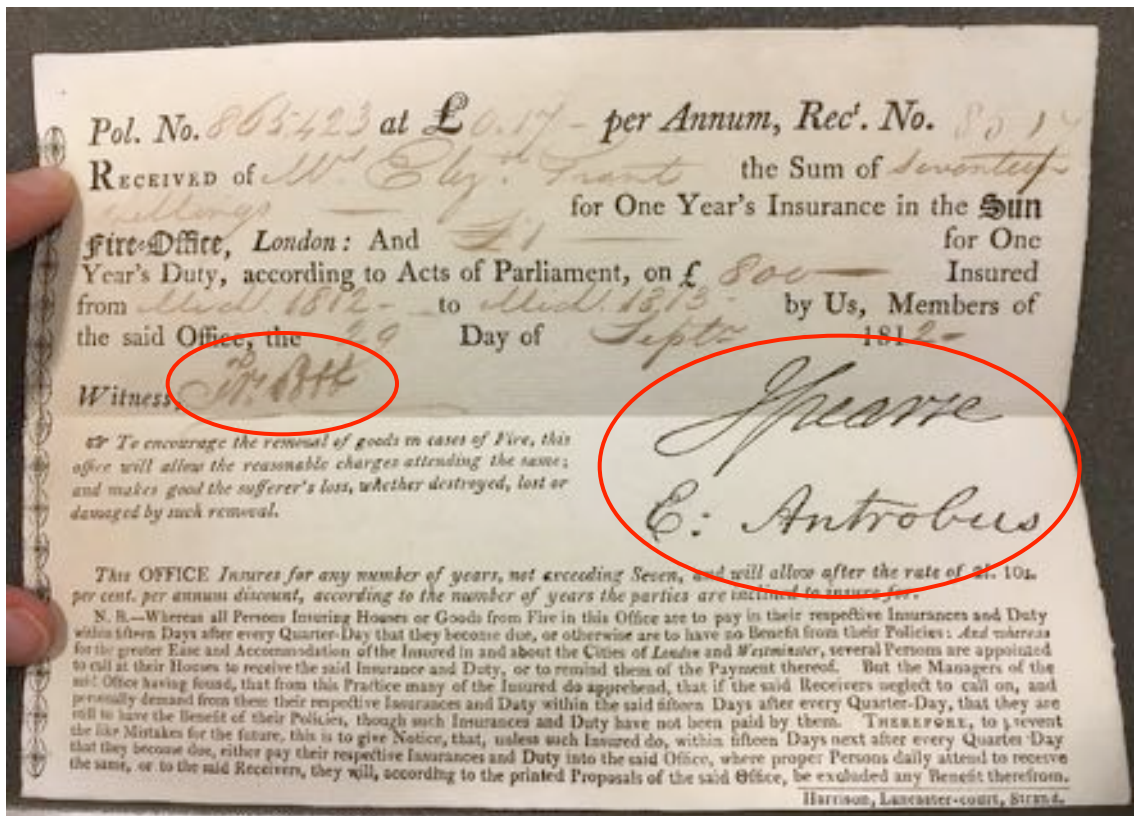 Pol. No. 865423 at £ 0.17 - per Annum, Rec't. No.
RECEIVED of Mrs. Eliz.th Trant the Sum of Seventeen
Shillings — for One Year's Insurance in the Sun
Fire-Office, London: And £1 — for One
Year's Duty, according to Acts of Parliament, on £ 800 — Insured
from Mich. 1812 - to Mich. 1813 - by Us, Members of
the said Office, the 29 Day of Septr 1812 -
Witness,
JPearse
E: Antrobus
☞ To encourage the removal of goods in cases of Fire, this
office will allow the reasonable charges attending the same;
and makes good the sufferer's loss, whether destroyed, lost or
damaged by such removal.
This OFFICE Insures for any number of years, not exceeding Seven, and will allow after the rate of 2l. 10s.
per cent. per annum discount, according to the number of years the parties are inclined to insure for.
N. B.—Whereas all Persons Insuring Houses or Goods from Fire in this Office are to pay in their respective Insurances and Duty
within fifteen Days after every Quarter-Day that they become due, or otherwise are to have no Benefit from their Policies: And whereas
for the greater Ease and Accommodation of the Insured in and about the Cities of London and Westminster, several Persons are appointed
to call at their Houses to receive the said Insurance and Duty, or to remind them of the Payment thereof. But the Managers of the
said Office having found, that from this Practice many of the Insured do apprehend, that if the said Receivers neglect to call on, and
personally demand from them their respective Insurances and Duty within the said fifteen Days after every Quarter-Day, that they are
still to have the Benefit of their Policies, though such Insurances and Duty have not been paid by them. THEREFORE, to prevent
the like Mistakes for the future, this is to give Notice, that, unless such Insured do, within fifteen Days next after every Quarter Day
that they become due, either pay their respective Insurances and Duty into the said Office, where proper Persons daily attend to receive
the same, or to the said Receivers, they will, according to the printed Proposals of the said Office, be excluded any Benefit therefrom.
Harrison, Lancaster-court, Strand.